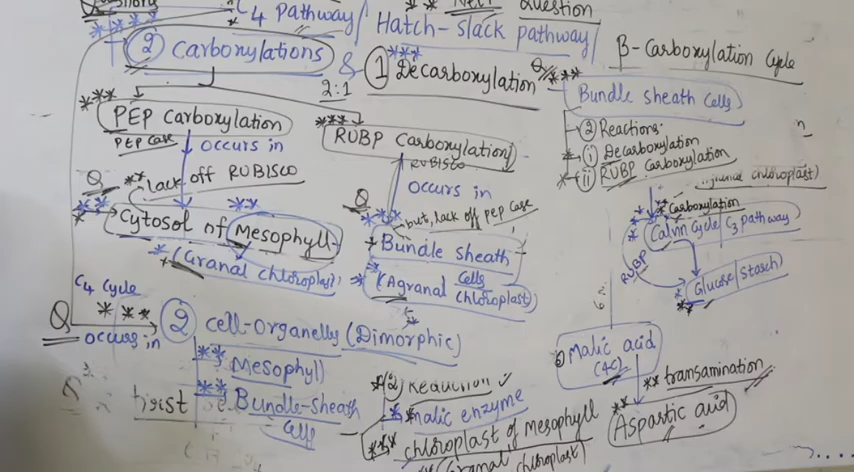 C4 Pathway/ Hatch-slack pathway/
Question
β-Carboxylation Cycle
② Carboxylations & ① Decarboxylation
2:1
PEP Carboxylation
PEP Case
occurs in
lack off RUBISCO
Cytosol of Mesophyll
(Granal chloroplast)
RUBP Carboxylation
RUBISCO
occurs in
but, lack off PEP Case
Bundle sheath
cells
(Agranal chloroplast)
Bundle sheath cells
② Reactions:
(i) Decarboxylation
(ii) RUBP Carboxylation
chloroplast)
Carboxylation
Calvin Cycle/C3 pathway
RUBP
Glucose/Starch
C4 Cycle
Q occurs in
② cell-organelly (Dimorphic)
Mesophyll
Bundle-Sheath
Cells
(2) Reduction ✓
malic enzyme
chloroplast of Mesophyll
(Granal chloroplast)
Malic acid
(4C)
transamination
Aspartic acid